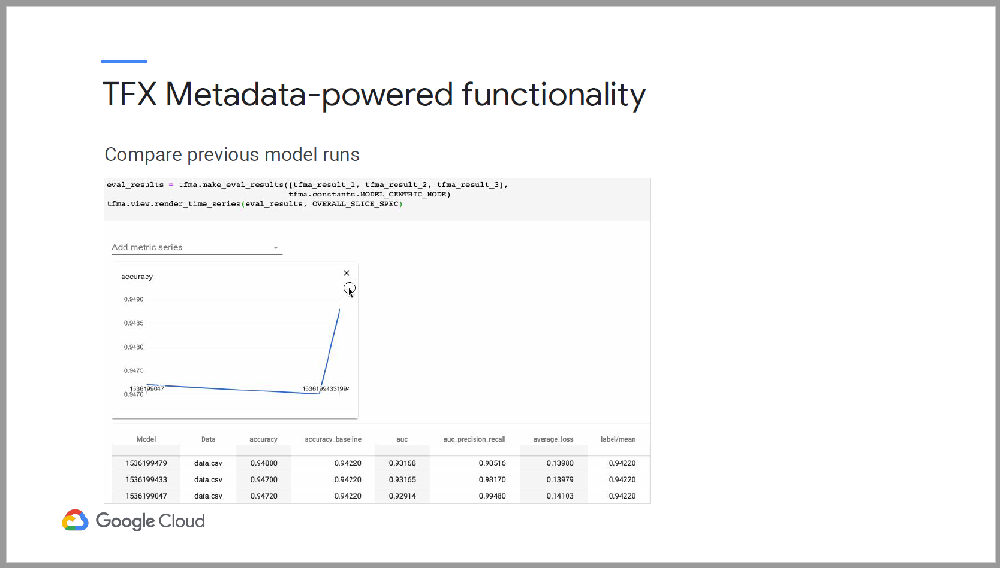 TFX Metadata-powered functionality
Compare previous model runs
eval_results = tfma.make_eval_results([tfma_result_1, tfma_result_2, tfma_result_3],
tfma.constants.MODEL_CENTRIC_MODE)
tfma.view.render_time_series(eval_results, OVERALL_SLICE_SPEC)
Add metric series
accuracy
0.9490
0.9485
0.9480
0.9475
1536199047 15361994331994
0.9470
Model Data accuracy accuracy_baseline auc auc_precision_recall average_loss label/mean
1536199479 data.csv 0.94880 0.94220 0.93168 0.98516 0.13980 0.94220
1536199433 data.csv 0.94700 0.94220 0.93165 0.98170 0.13979 0.94220
1536199047 data.csv 0.94720 0.94220 0.92914 0.99480 0.14103 0.94220
Google Cloud